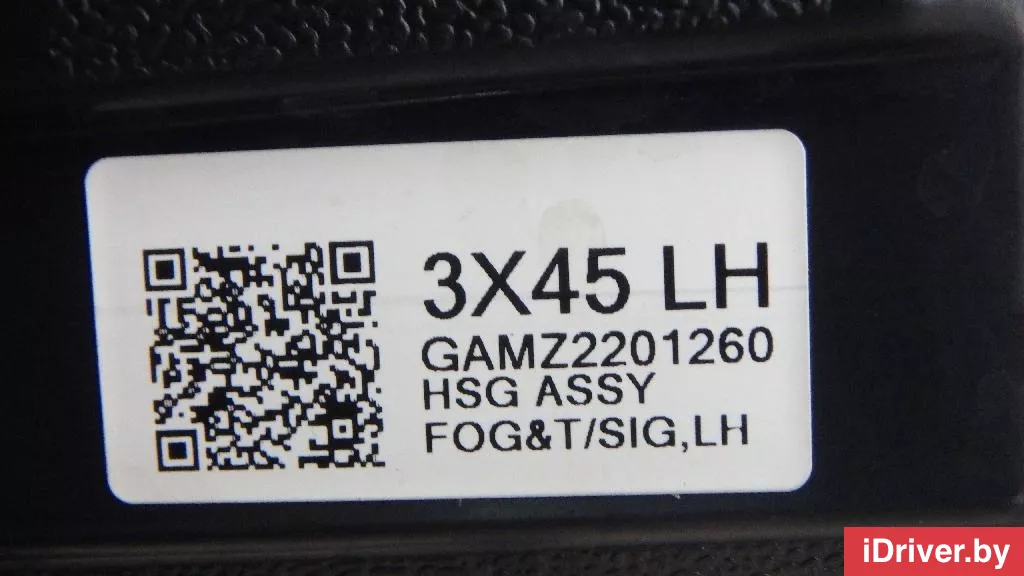 3X45 LH
GAMZ2201260
HSG ASSY
FOG&T/SIG,LH
iDriver.by